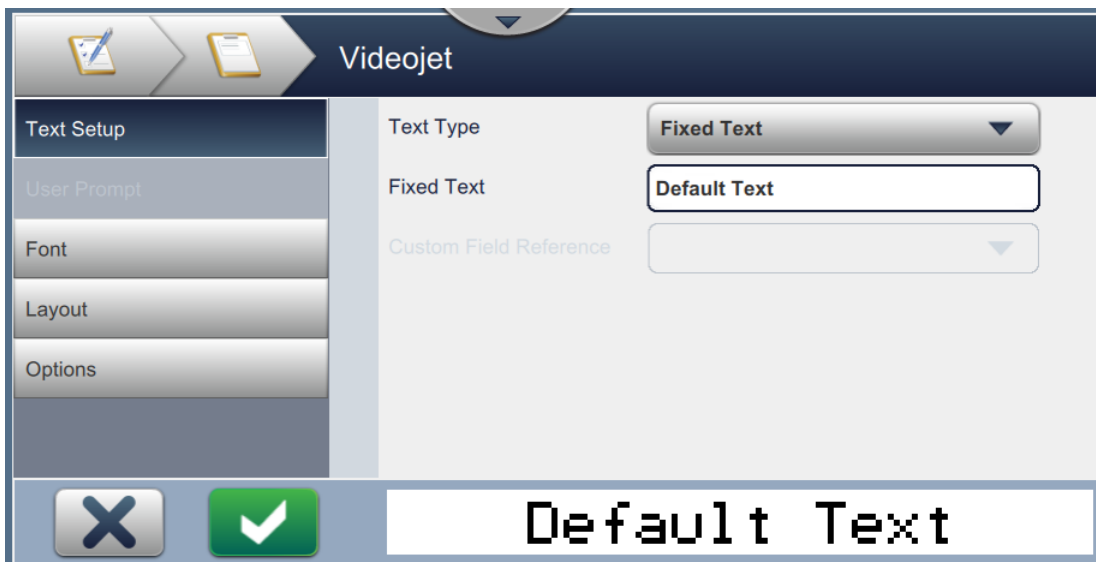 Videojet
Text Setup
User Prompt
Font
Layout
Options
Text Type
Fixed Text
Fixed Text
Default Text
Custom Field Reference
Default Text